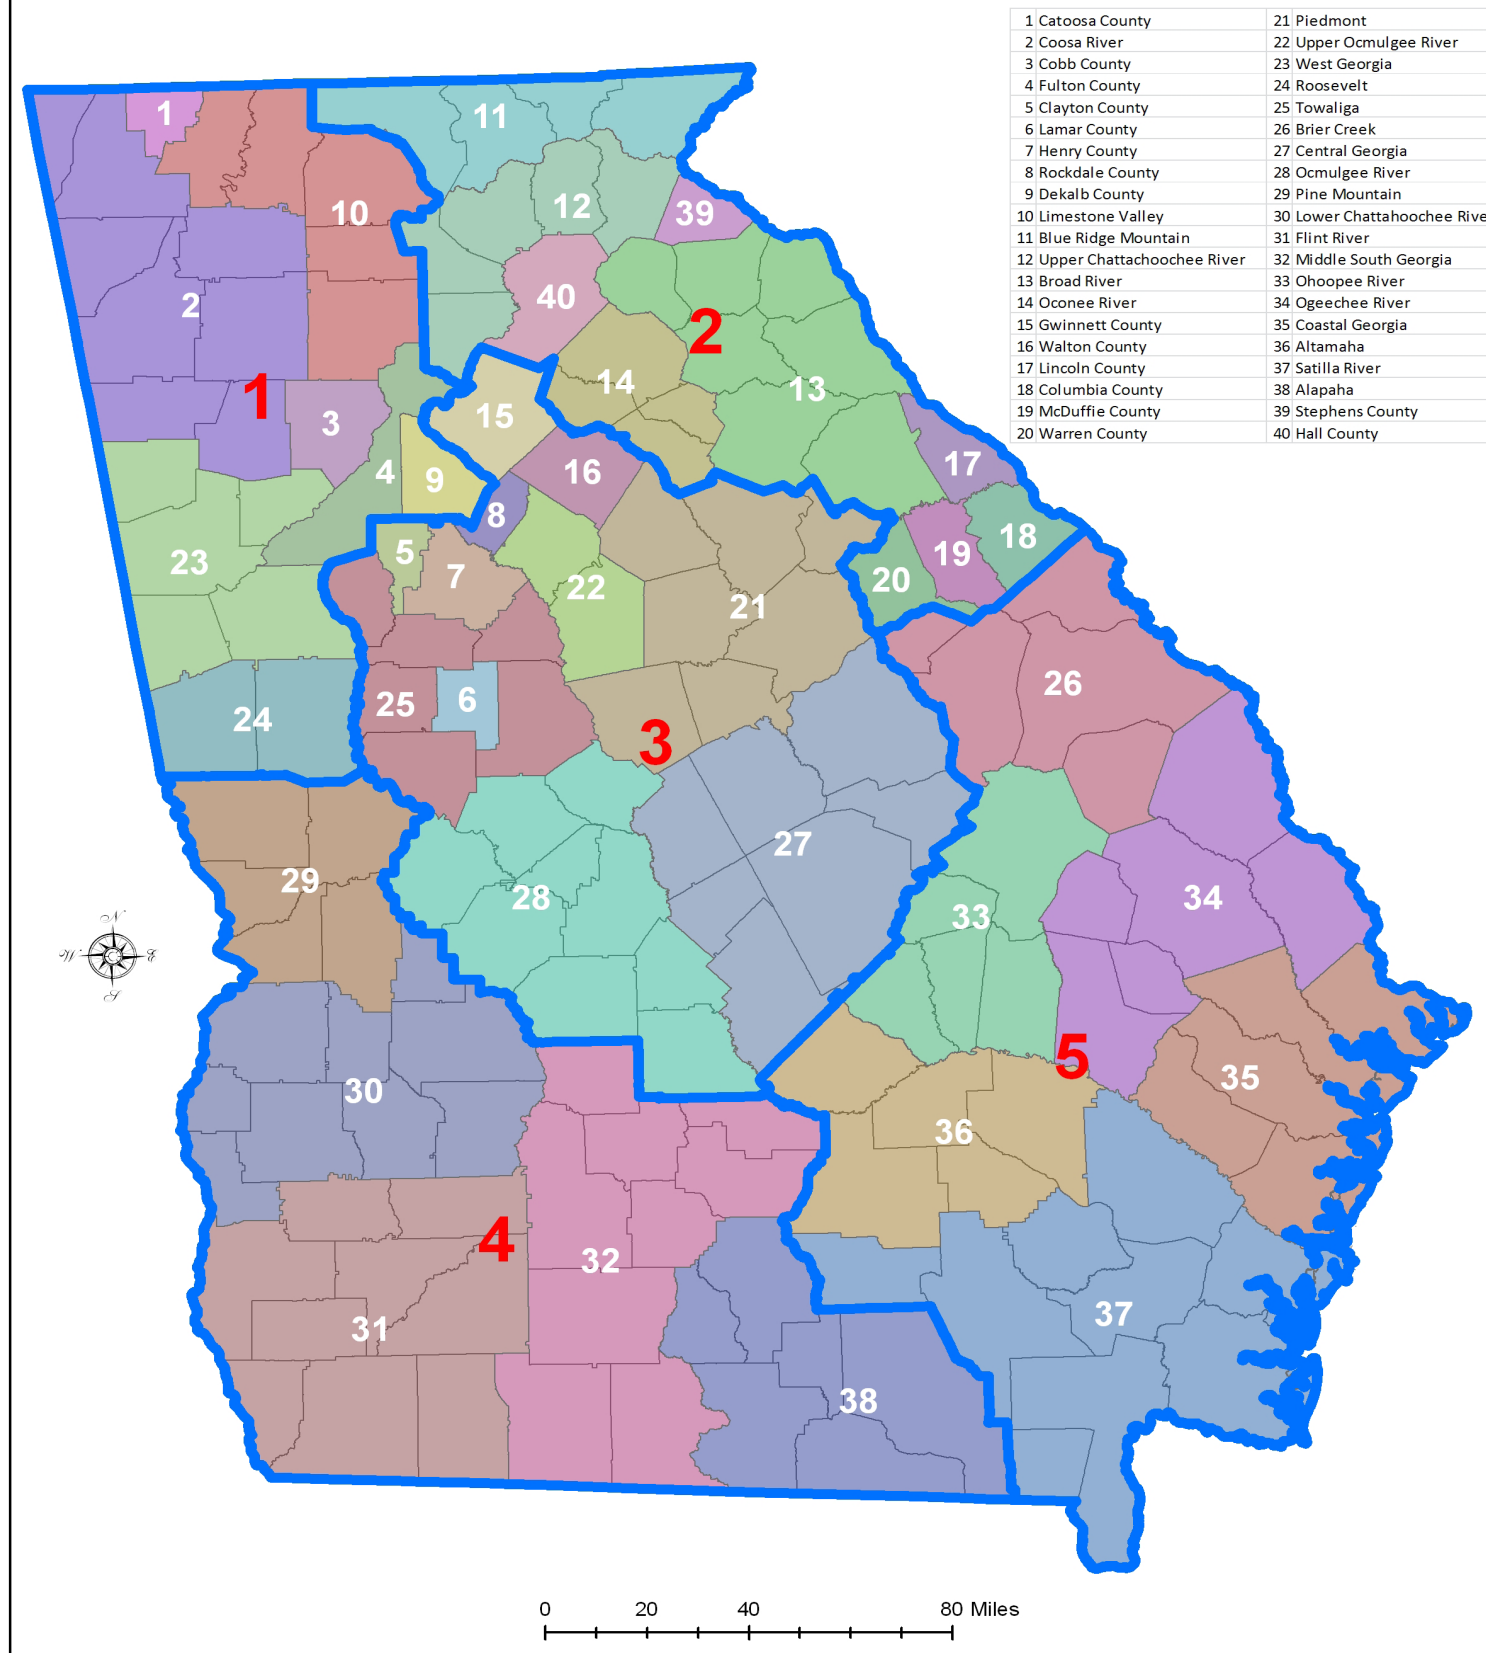 1 Catoosa County 21 Piedmont
2 Coosa River 22 Upper Ocmulgee River
3 Cobb County 23 West Georgia
4 Fulton County 24 Roosevelt
5 Clayton County 25 Towaliga
6 Lamar County 26 Brier Creek
7 Henry County 27 Central Georgia
8 Rockdale County 28 Ocmulgee River
9 Dekalb County 29 Pine Mountain
10 Limestone Valley 30 Lower Chattahoochee Rive
11 Blue Ridge Mountain 31 Flint River
12 Upper Chattachoochee River 32 Middle South Georgia
13 Broad River 33 Ohoopee River
14 Oconee River 34 Ogeechee River
15 Gwinnett County 35 Coastal Georgia
16 Walton County 36 Altamaha
17 Lincoln County 37 Satilla River
18 Columbia County 38 Alapaha
19 McDuffie County 39 Stephens County
20 Warren County 40 Hall County
1
11
10
12
39
2
40
2
1
3
14
13
15
4
9
16
17
8
18
5
19
23
7
22
20
21
24
25
6
26
3
27
29
28
33
34
N
W
E
S
30
5
35
36
4
32
31
37
38
0 20 40 80 Miles